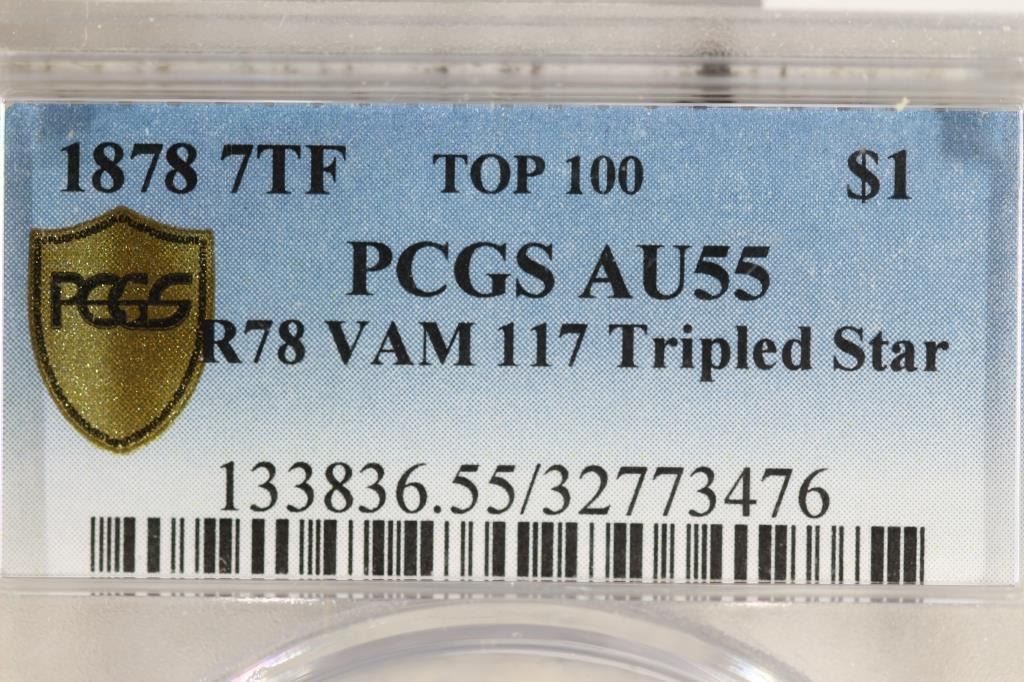 1878 7TF TOP 100 $1
PCGS AU55
PCGS
R78 VAM 117 Tripled Star
133836.55/32773476